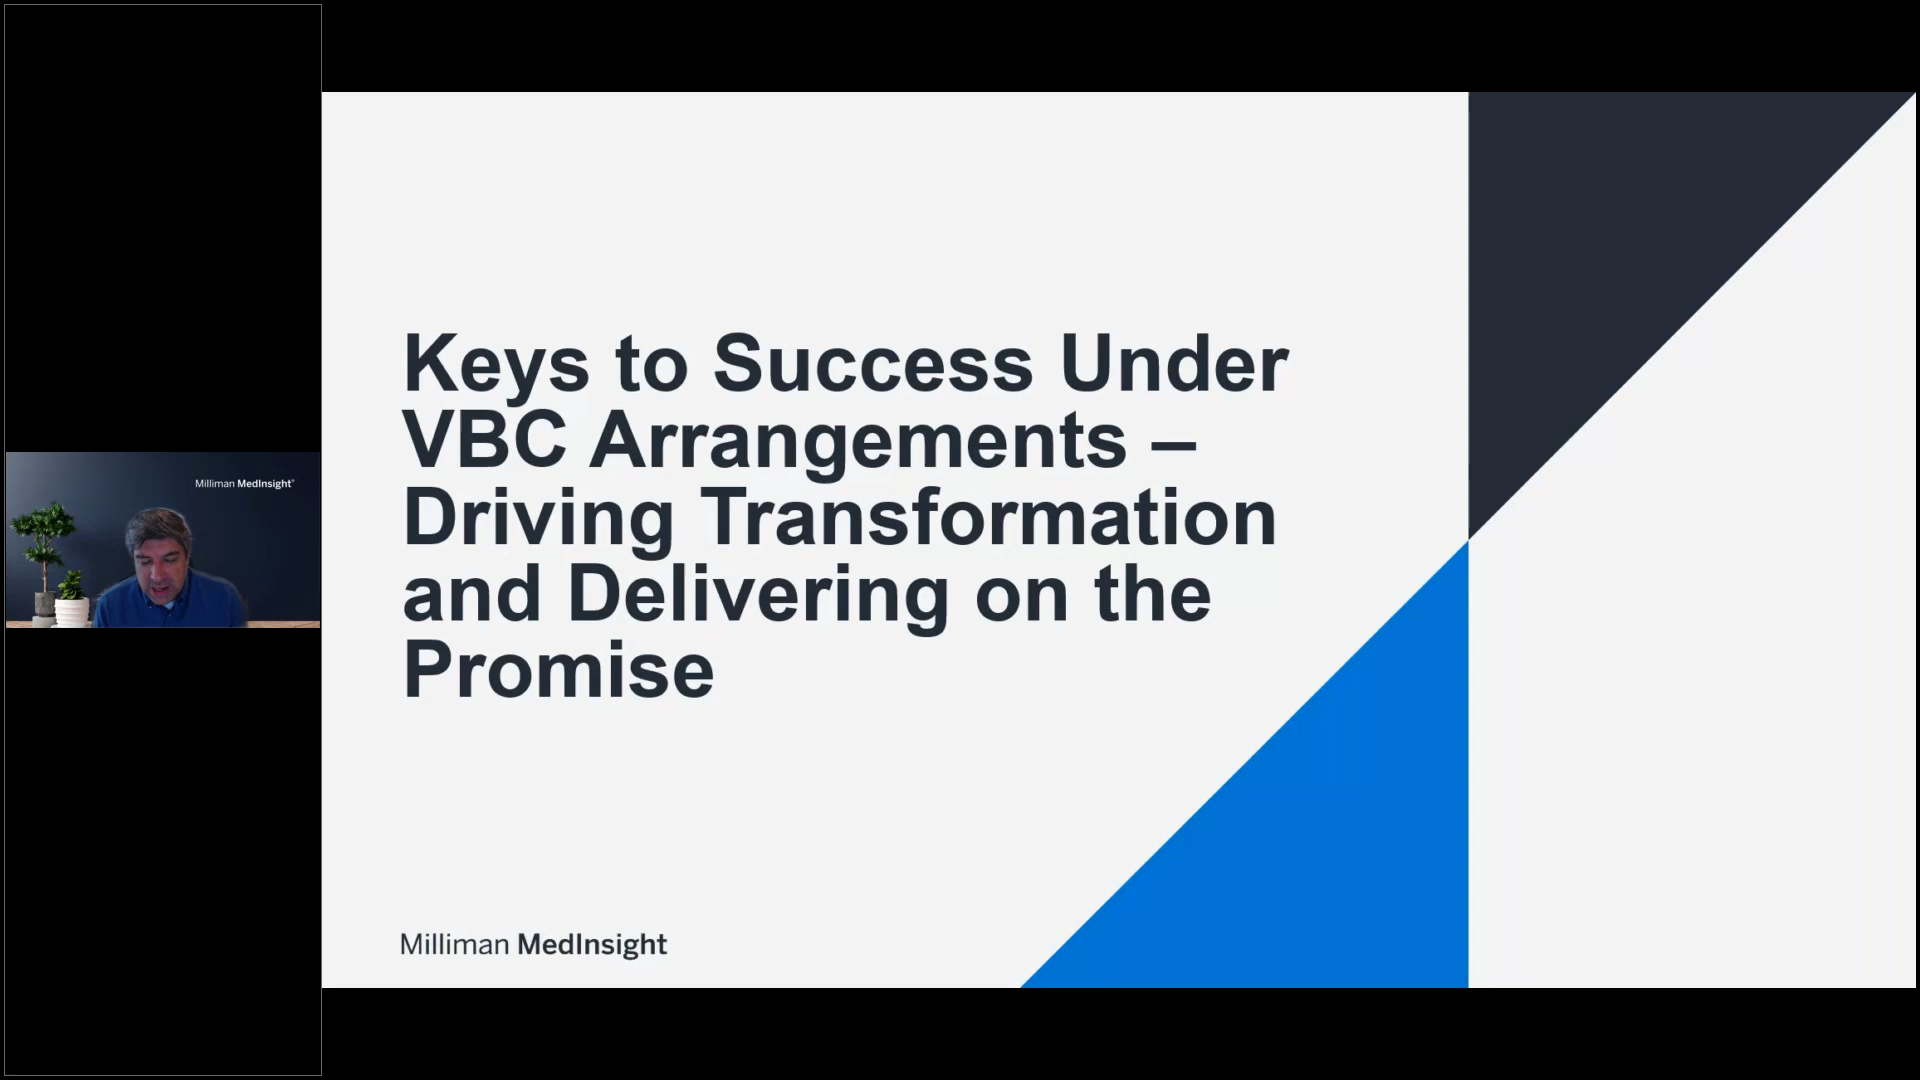 Milliman MedInsight®
Keys to Success Under
VBC Arrangements –
Driving Transformation
and Delivering on the
Promise
Milliman MedInsight